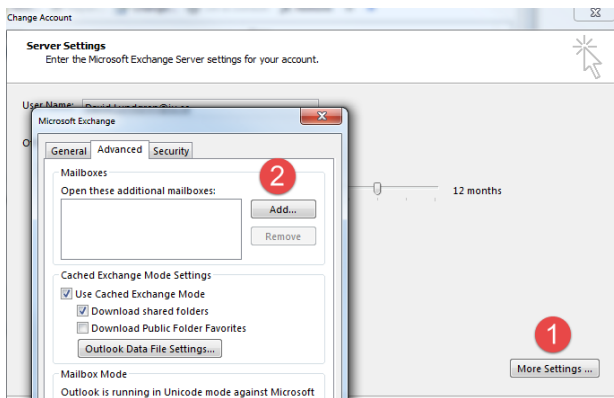 Change Account
Server Settings
Enter the Microsoft Exchange Server settings for your account.
Microsoft Exchange
General Advanced Security
Mailboxes
Open these additional mailboxes:
2
Add...
Remove
12 months
Cached Exchange Mode Settings
Use Cached Exchange Mode
Download shared folders
Download Public Folder Favorites
Outlook Data File Settings...
1
More Settings ...
Mailbox Mode
Outlook is running in Unicode mode against Microsoft